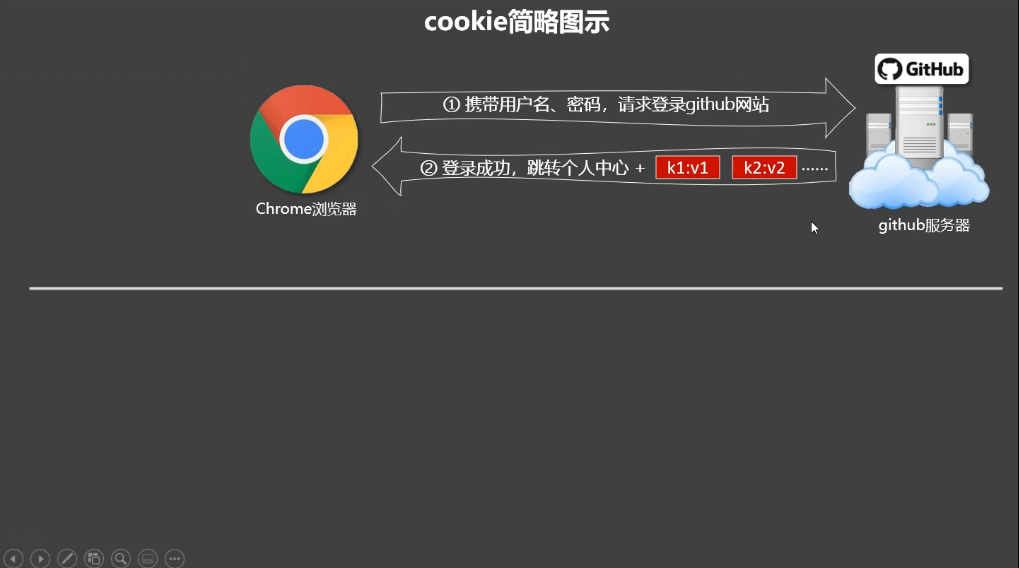 cookie简略图示
GitHub
① 携带用户名、密码，请求登录github网站
② 登录成功，跳转个人中心 + k1:v1 k2:v2 ······
Chrome浏览器
github服务器